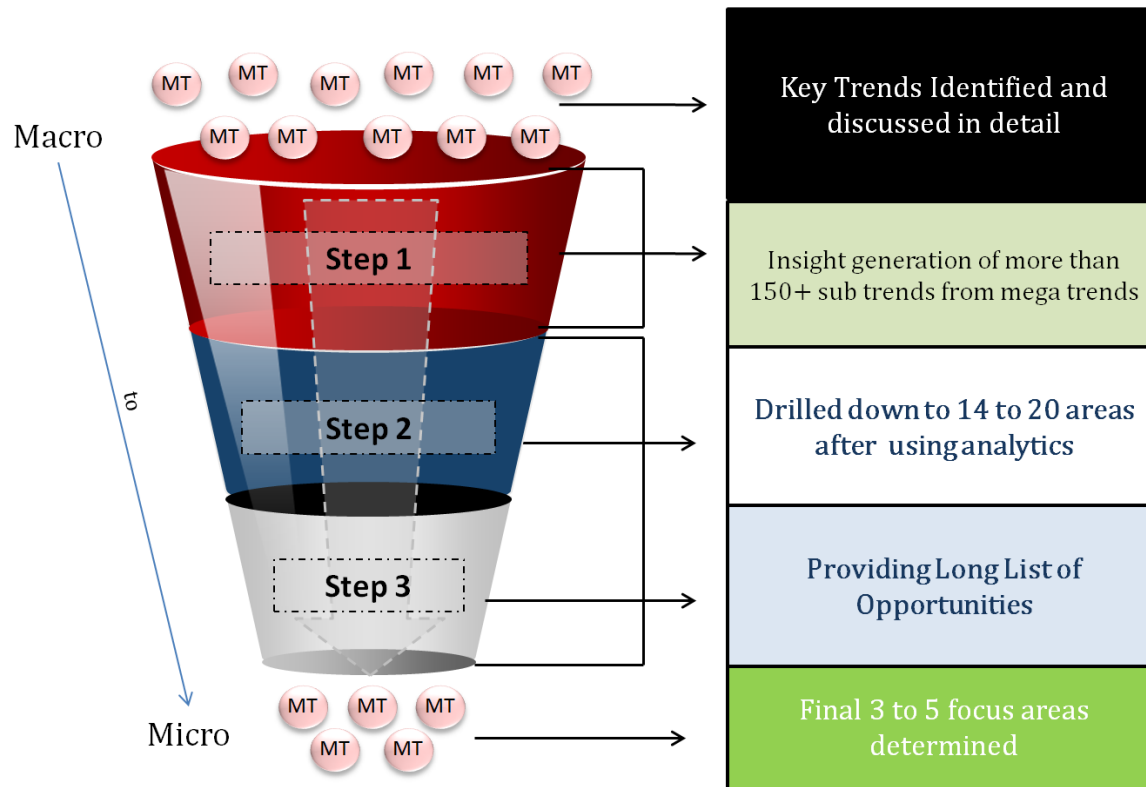 MT MT MT MT MT MT
MT MT MT MT MT
Macro
to
Micro
Step 1
Step 2
Step 3
MT MT MT
MT MT
Key Trends Identified and
discussed in detail
Insight generation of more than
150+ sub trends from mega trends
Drilled down to 14 to 20 areas
after using analytics
Providing Long List of
Opportunities
Final 3 to 5 focus areas
determined